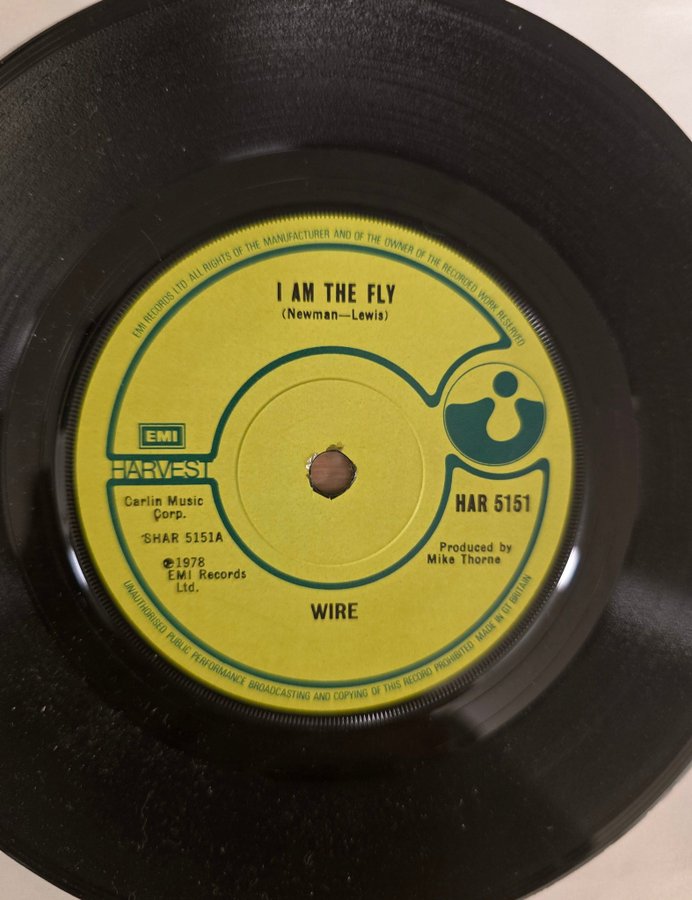 EMI RECORDS LTD ALL RIGHTS OF THE MANUFACTURER AND OF THE OWNER OF THE RECORDED WORK RESERVED
I AM THE FLY
(Newman—Lewis)
EMI
HARVEST
Carlin Music
Corp.
SHAR 5151A
℗1978
EMI Records
Ltd.
HAR 5151
Produced by
Mike Thorne
WIRE
UNAUTHORISED PUBLIC PERFORMANCE BROADCASTING AND COPYING OF THIS RECORD PROHIBITED MADE IN GT BRITAIN